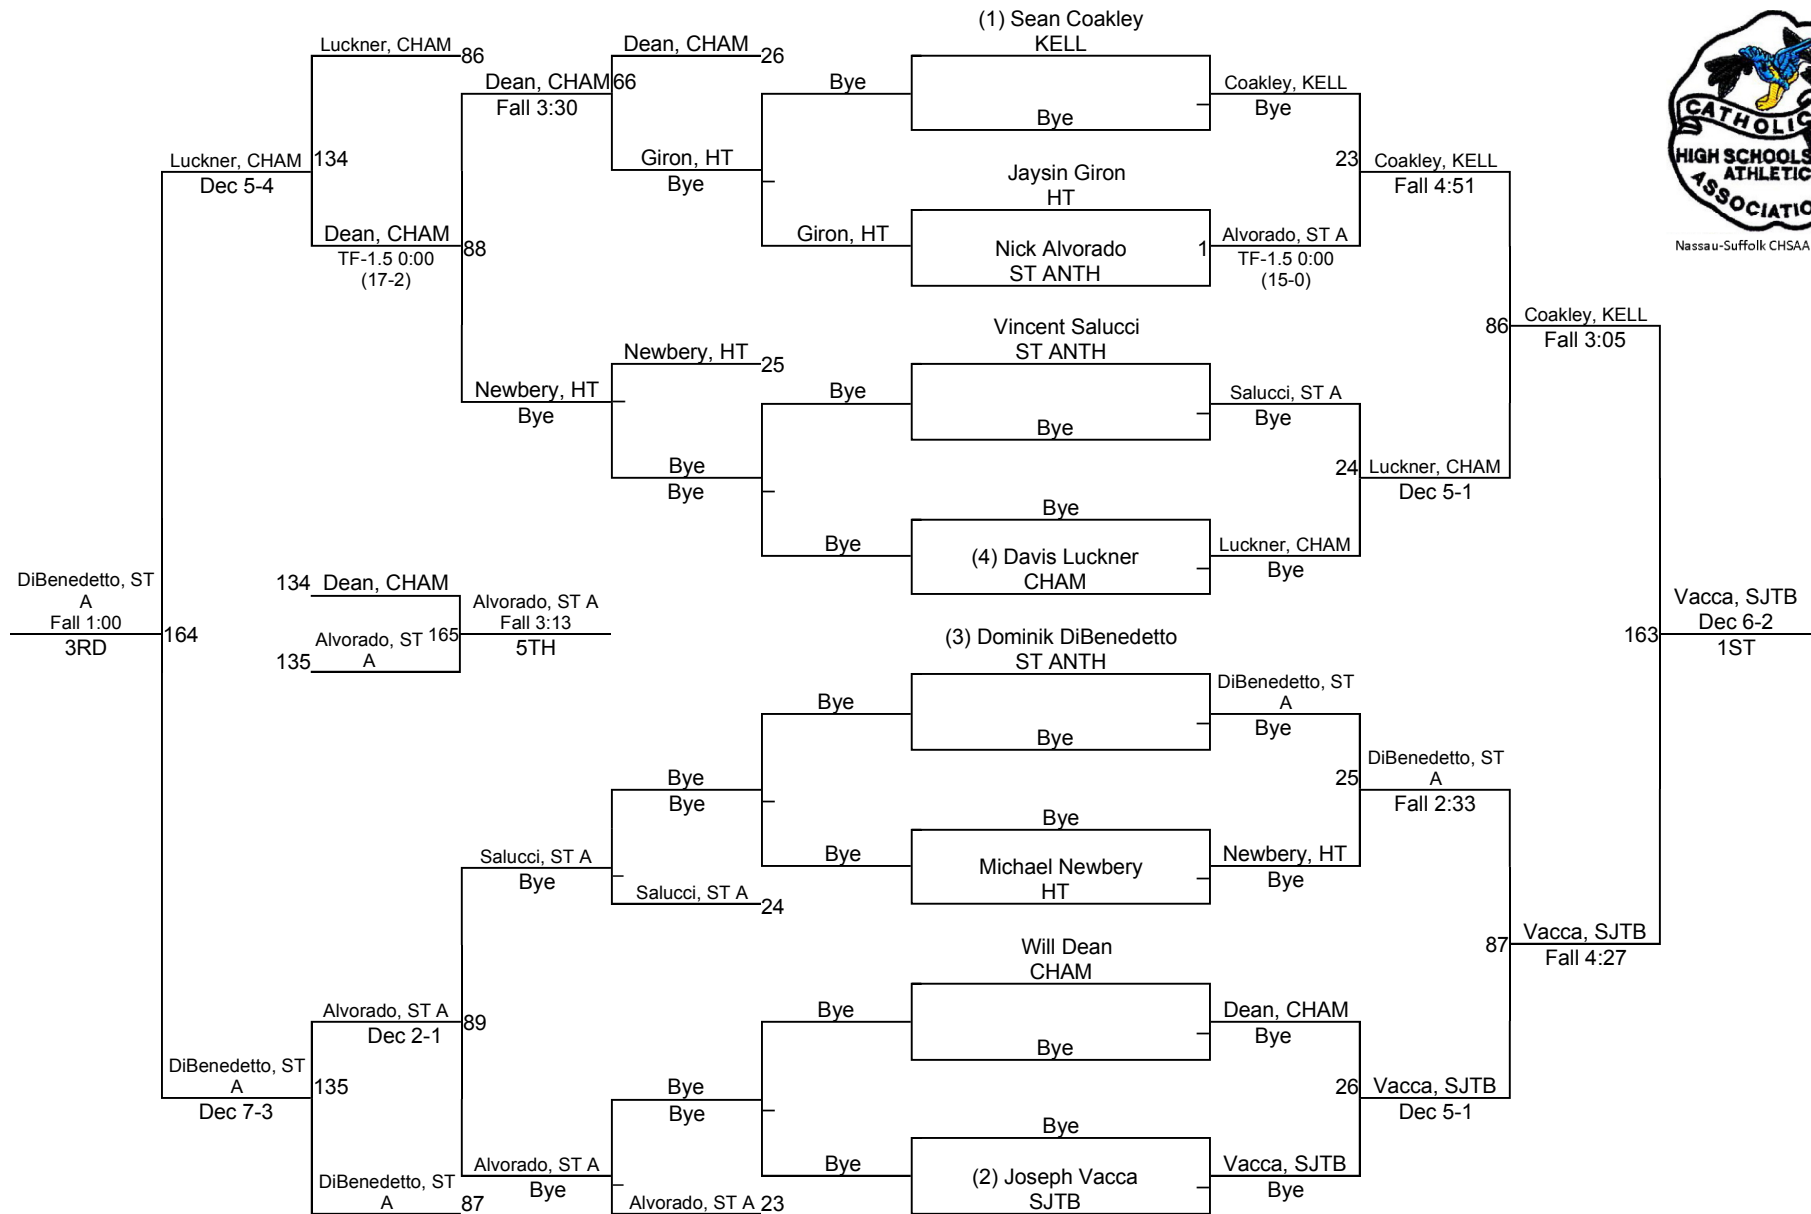 (1) Sean Coakley
KELL
Luckner, CHAM
86
Dean, CHAM
26
Dean, CHAM
66
Fall 3:30
Bye
Bye
Coakley, KELL
Bye
Luckner, CHAM
134
Dec 5-4
Giron, HT
Bye
Jaysin Giron
HT
23
Coakley, KELL
Fall 4:51
CATHOLIC
HIGH SCHOOLS
ATHLETIC
ASSOCIATIO
Nassau-Suffolk CHSAA
Dean, CHAM
88
TF-1.5 0:00
(17-2)
Giron, HT
Nick Alvorado
ST ANTH
1
Alvorado, ST A
TF-1.5 0:00
(15-0)
Vincent Salucci
ST ANTH
86
Coakley, KELL
Fall 3:05
Newbery, HT
25
Newbery, HT
Bye
Bye
Bye
Salucci, ST A
Bye
Bye
Bye
24
Luckner, CHAM
Dec 5-1
Bye
Bye
(4) Davis Luckner
CHAM
Luckner, CHAM
Bye
DiBenedetto, ST
A
Fall 1:00
3RD
164
134
Dean, CHAM
Alvorado, ST
A
135
165
Alvorado, ST A
Fall 3:13
5TH
163
Vacca, SJTB
Dec 6-2
1ST
(3) Dominik DiBenedetto
ST ANTH
Bye
Bye
DiBenedetto, ST
A
Bye
Bye
Bye
25
DiBenedetto, ST
A
Fall 2:33
Bye
Bye
Michael Newbery
HT
Newbery, HT
Bye
Salucci, ST A
Bye
Salucci, ST A
24
Will Dean
CHAM
87
Vacca, SJTB
Fall 4:27
Alvorado, ST A
89
Dec 2-1
Bye
Bye
Dean, CHAM
Bye
DiBenedetto, ST
A
135
Dec 7-3
Bye
Bye
26
Vacca, SJTB
Dec 5-1
Bye
Bye
(2) Joseph Vacca
SJTB
Vacca, SJTB
Bye
Alvorado, ST A
Bye
DiBenedetto, ST
A
87
Alvorado, ST A
23